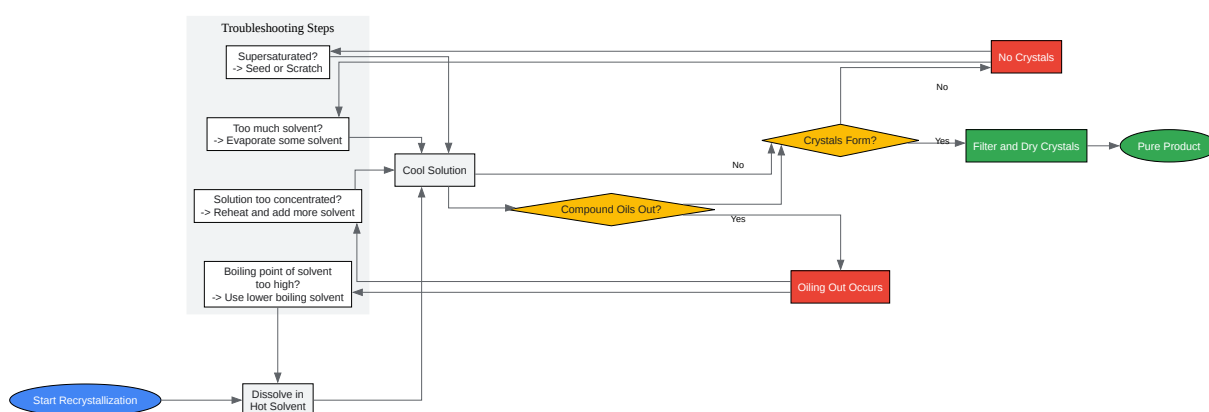 Troubleshooting Steps
Supersaturated?
-> Seed or Scratch
No Crystals
No
Too much solvent?
-> Evaporate some solvent
Crystals Form?
Yes
Filter and Dry Crystals
Pure Product
Cool Solution
No
Solution too concentrated?
-> Reheat and add more solvent
Compound Oils Out?
Yes
Boiling point of solvent
too high?
-> Use lower boiling solvent
Oiling Out Occurs
Start Recrystallization
Dissolve in
Hot Solvent